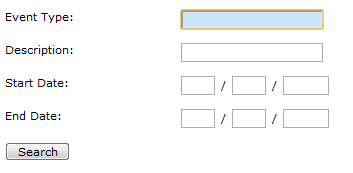 Event Type:
Description:
Start Date: / /
End Date: / /
Search